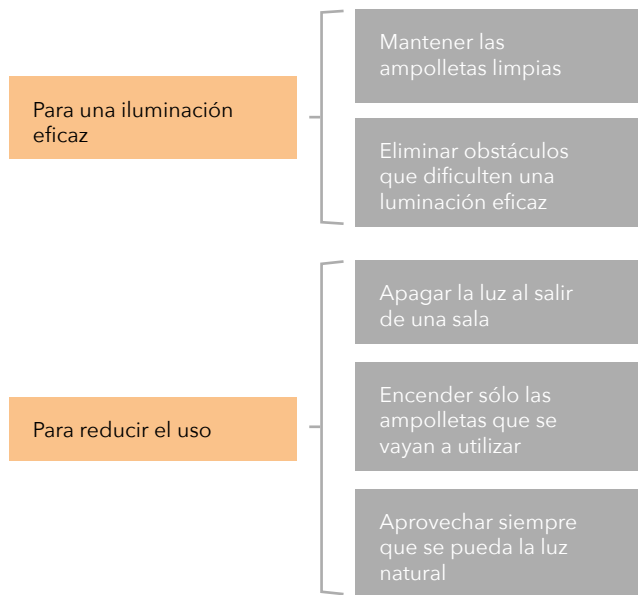 Mantener las
ampolletas limpias
Para una iluminación
eficaz
Eliminar obstáculos
que dificulten una
luminación eficaz
Apagar la luz al salir
de una sala
Encender sólo las
ampolletas que se
vayan a utilizar
Para reducir el uso
Aprovechar siempre
que se pueda la luz
natural